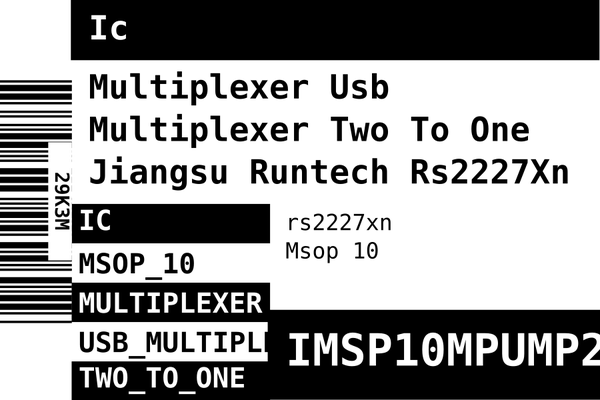 Ic
Multiplexer Usb
Multiplexer Two To One
Jiangsu Runtech Rs2227Xn
29K3M
IC
MSOP_10
MULTIPLEXER
USB_MULTIPLE
TWO_TO_ONE
rs2227xn
Msop 10
IMSP10MPUMP2